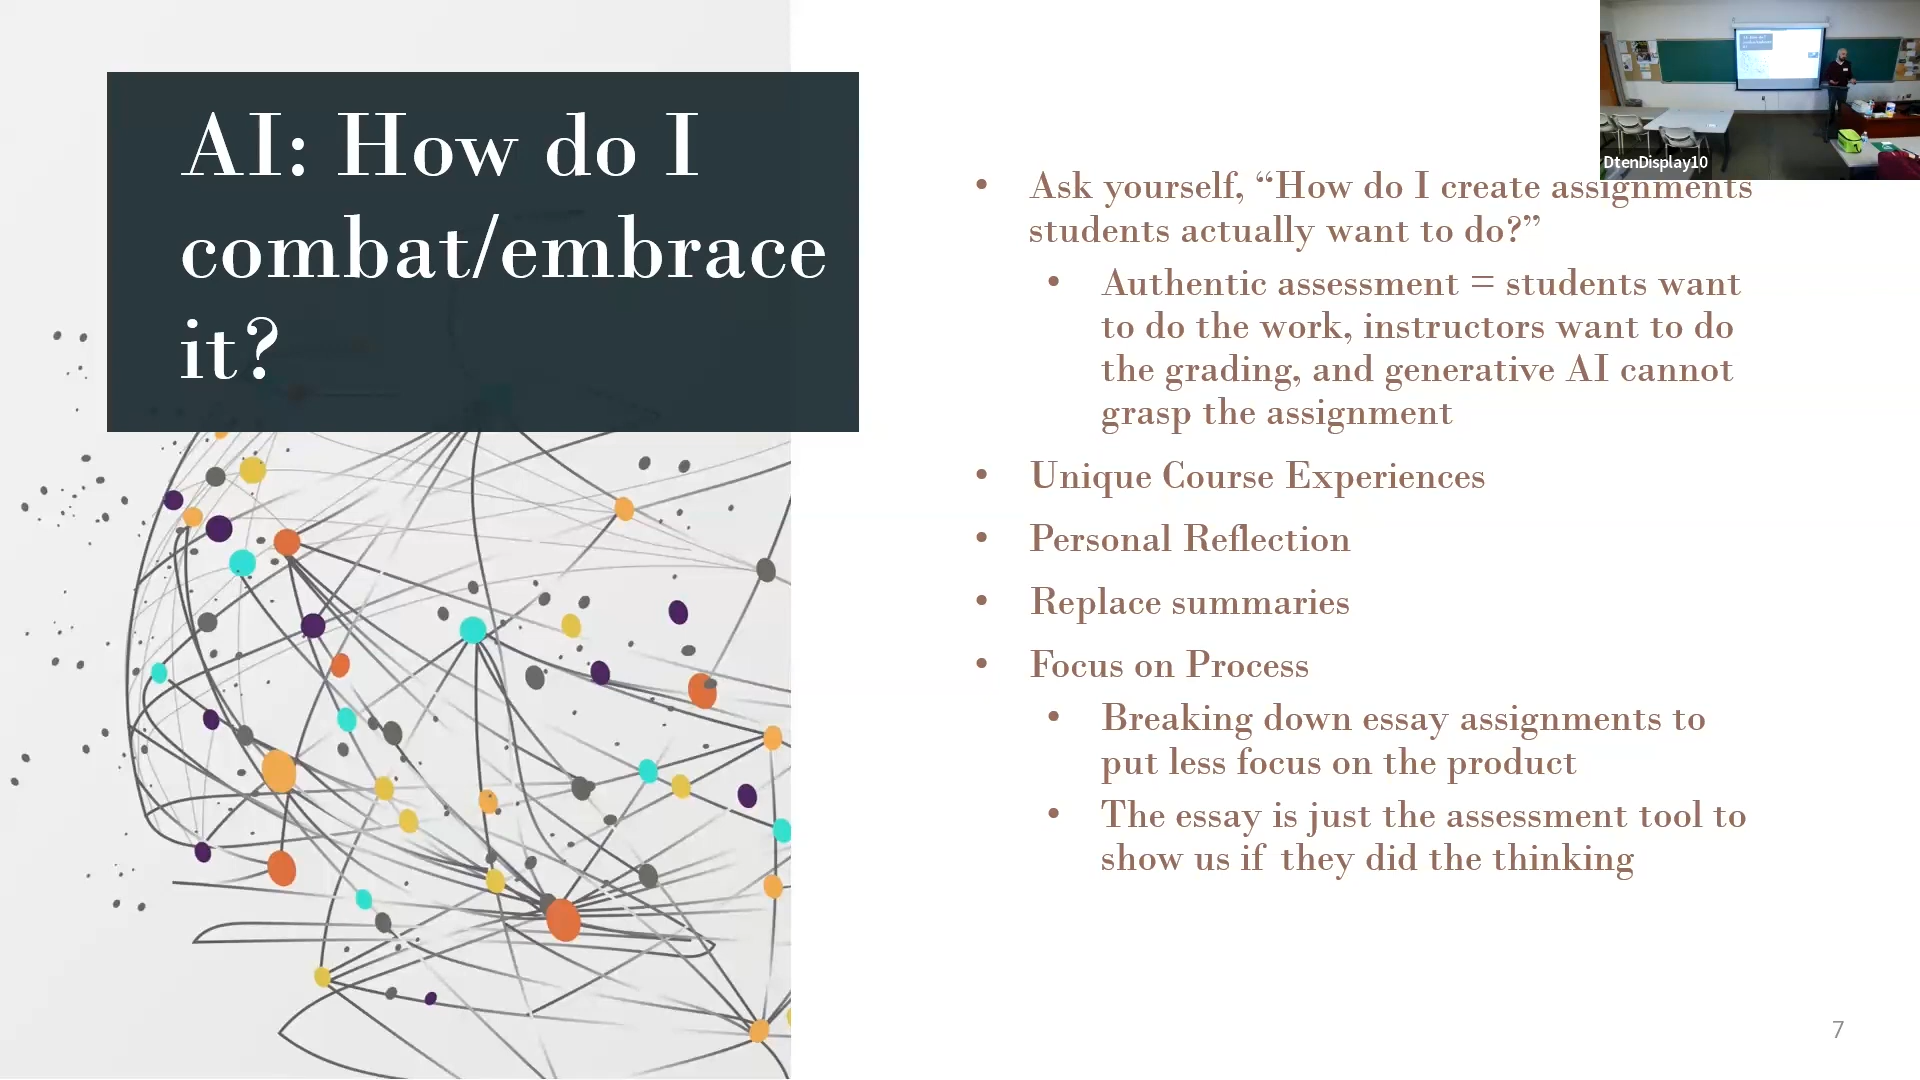 AI: How do I
combat/embrace
it?
DtenDisplay10
• Ask yourself, “How do I create assignments
students actually want to do?”
• Authentic assessment = students want
to do the work, instructors want to do
the grading, and generative AI cannot
grasp the assignment
• Unique Course Experiences
• Personal Reflection
• Replace summaries
• Focus on Process
• Breaking down essay assignments to
put less focus on the product
• The essay is just the assessment tool to
show us if they did the thinking
7